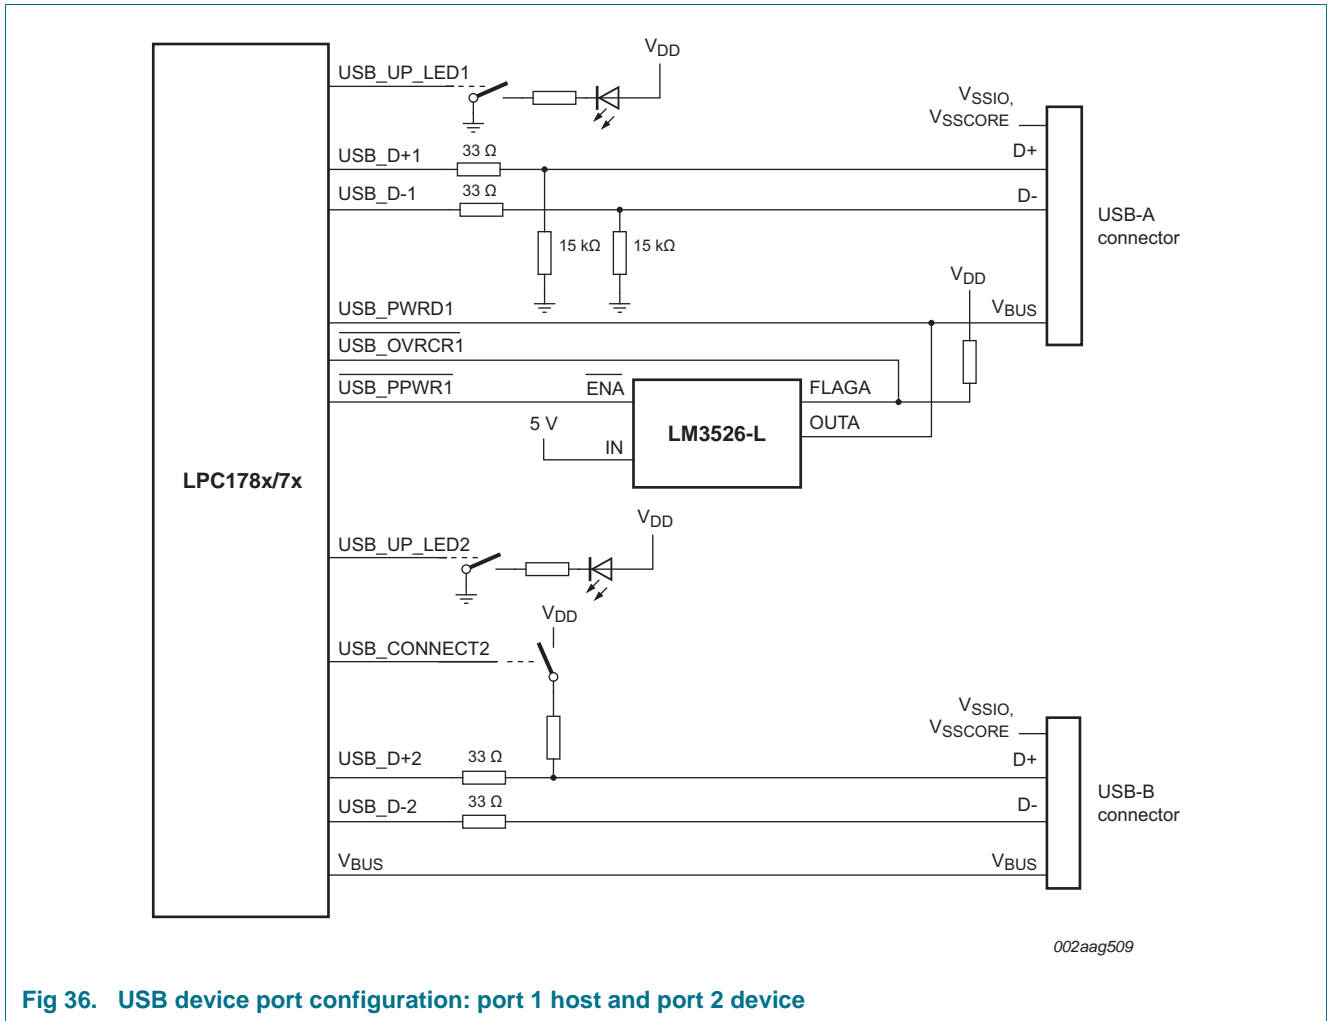 VDD
USB_UP_LED1
VSSIO,
VSSCORE
USB_D+1
33 Ω
D+
USB_D-1
33 Ω
D-
USB-A
connector
15 kΩ
15 kΩ
VDD
USB_PWRD1
VBUS
USB_OVRCR1
USB_PPWR1
ENA
FLAGA
5 V
OUTA
LM3526-L
IN
LPC178x/7x
VDD
USB_UP_LED2
VDD
USB_CONNECT2
VSSIO,
VSSCORE
USB_D+2
33 Ω
D+
USB-B
connector
USB_D-2
33 Ω
D-
VBUS
VBUS
002aag509
Fig 36. USB device port configuration: port 1 host and port 2 device